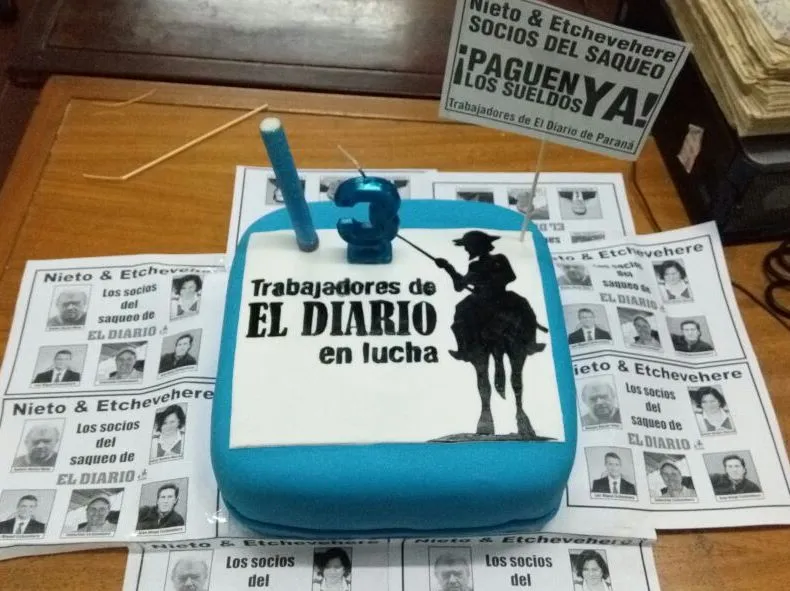 Nieto & Etchevehere
SOCIOS DEL SAQUEO
¡PAGUEN
LOS SUELDOS
YA!
Trabajadores de El Diario de Paraná
3
Trabajadores de
EL DIARIO
en lucha
Nieto & Etchevehere
Los socios
del
saqueo de
EL DIARIO
Nieto & Etchevehere
Los socios
del
saqueo de
EL DIARIO
saqueo de
EL DIARIO
Nieto & Etchevehere
Los socios
del
saqueo de
EL DIARIO
Nieto & Etchevehere
Los socios
del
Nieto & Etchevehere
Los socios
del